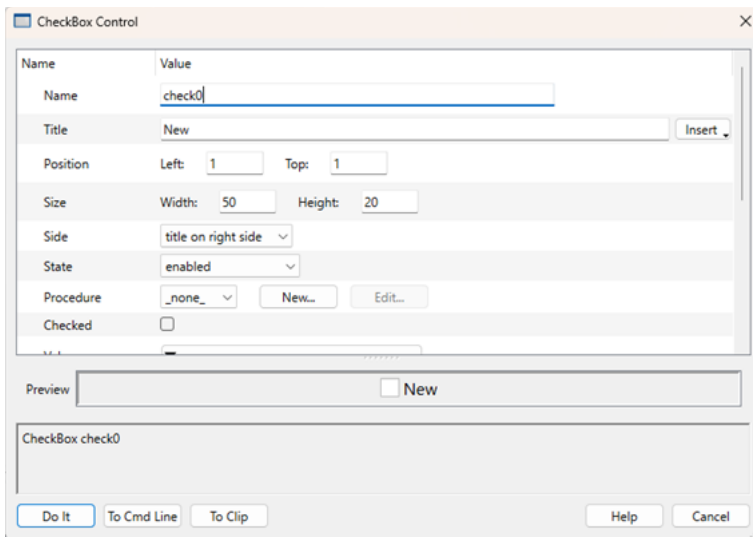 CheckBox Control
Name Value
Name check0
Title New Insert
Position Left: 1 Top: 1
Size Width: 50 Height: 20
Side title on right side
State enabled
Procedure _none_ New... Edit...
Checked
Preview New
CheckBox check0
Do It To Cmd Line To Clip Help Cancel